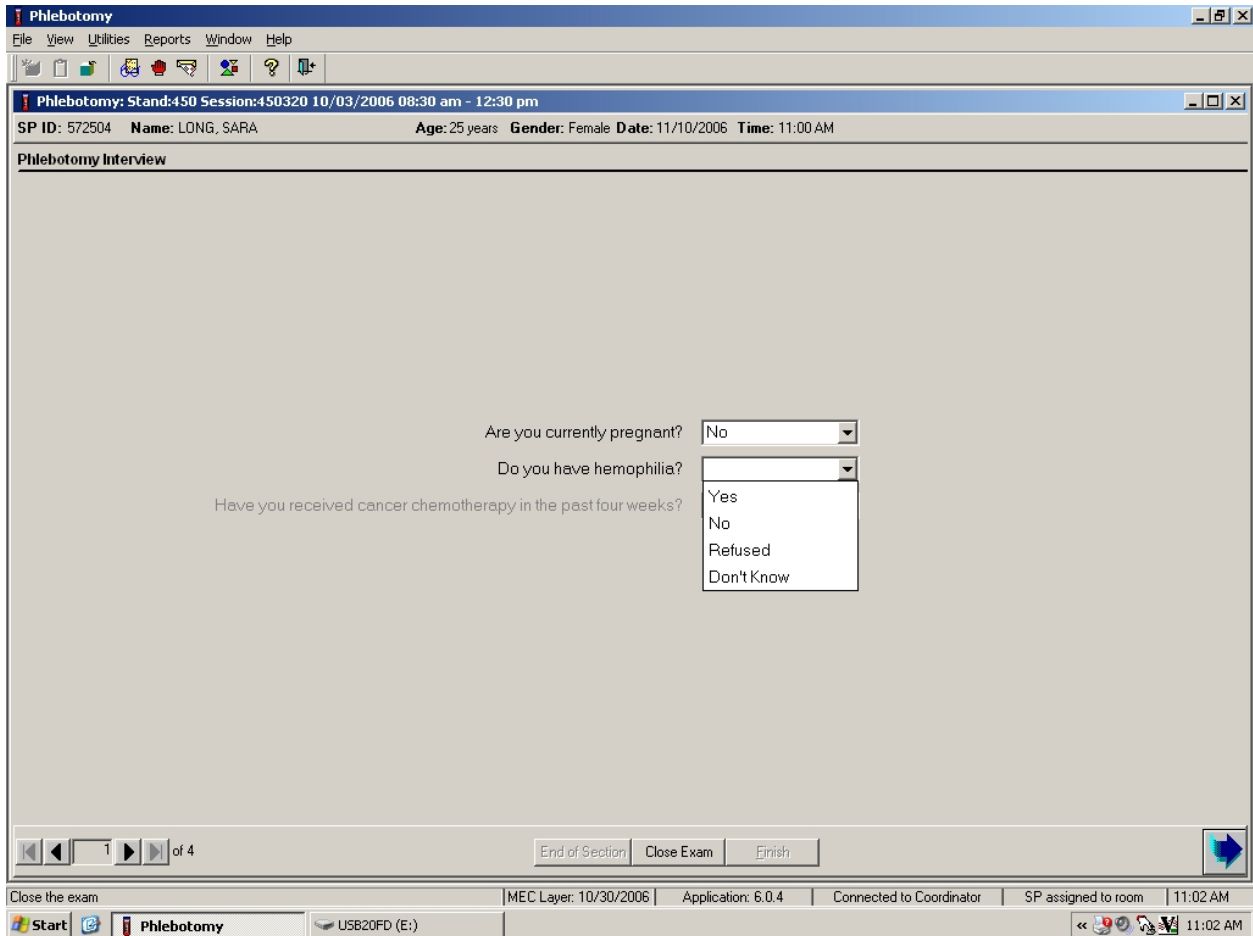 Phlebotomy
File View Utilities Reports Window Help
Phlebotomy: Stand:450 Session:450320 10/03/2006 08:30 am - 12:30 pm
SP ID: 572504 Name: LONG, SARA Age: 25 years Gender: Female Date: 11/10/2006 Time: 11:00 AM
Phlebotomy Interview
Are you currently pregnant? No
Do you have hemophilia?
Yes
Have you received cancer chemotherapy in the past four weeks?
No
Refused
Don't Know
1 of 4 End of Section Close Exam Finish
Close the exam MEC Layer: 10/30/2006 Application: 6.0.4 Connected to Coordinator SP assigned to room 11:02 AM
Start Phlebotomy USB20FD (E:) « 11:02 AM